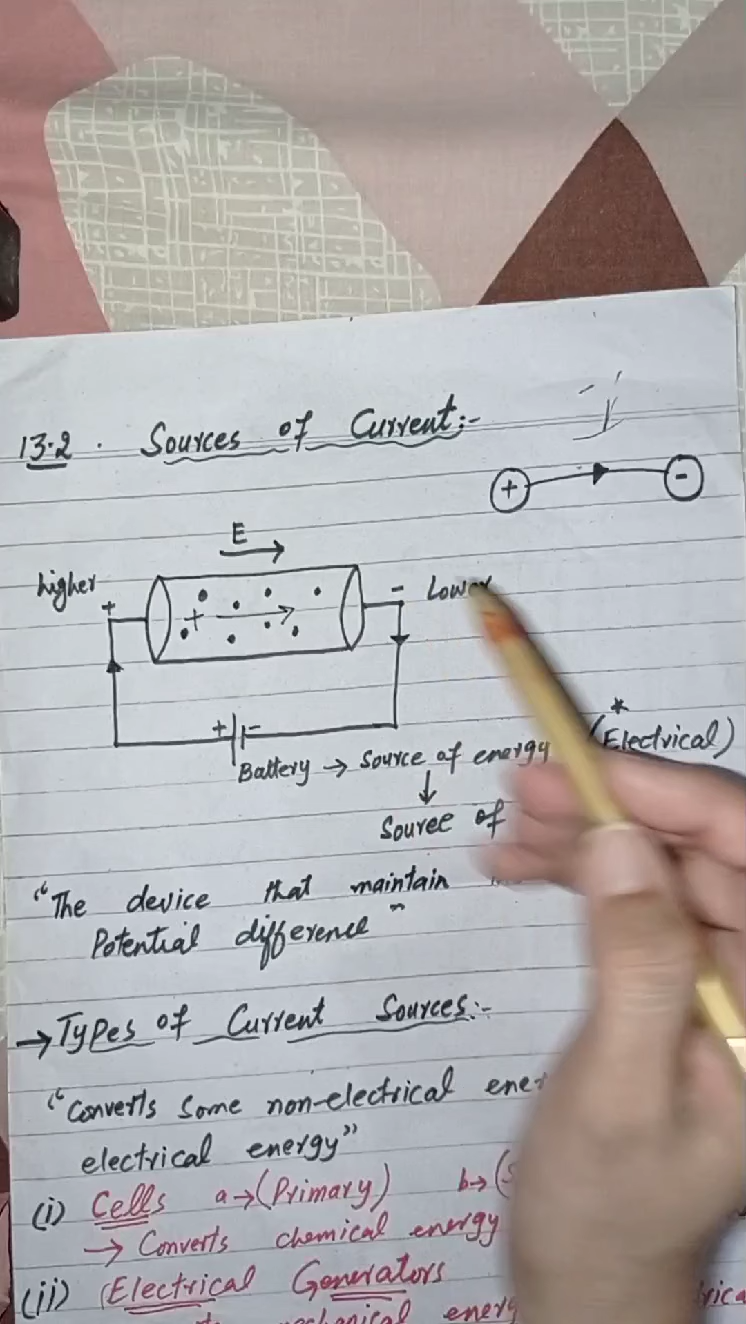 13.2 . Sources of Current:-
+ -
E
higher + + - Lower
+ -
Battery → Source of energy (Electrical) *
↓
Source of
"The device that maintain
Potential difference"
→ Types of Current Sources:-
"Converts Some non-electrical
electrical energy"
(i) Cells a→(Primary) b→(
→ Converts chemical energy
(ii) (Electrical Generators
energy